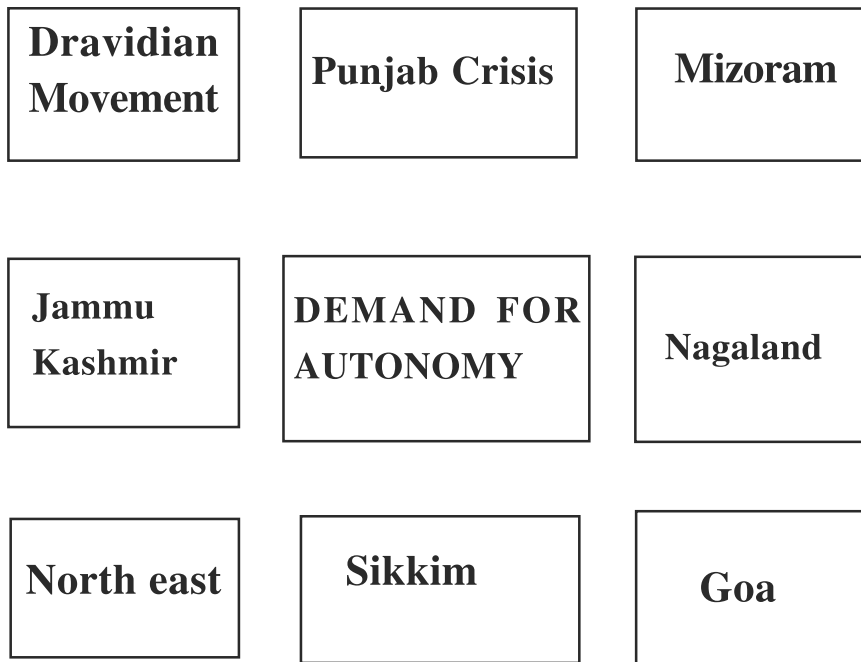 Dravidian
Movement
Punjab Crisis
Mizoram
Jammu
Kashmir
DEMAND FOR
AUTONOMY
Nagaland
North east
Sikkim
Goa